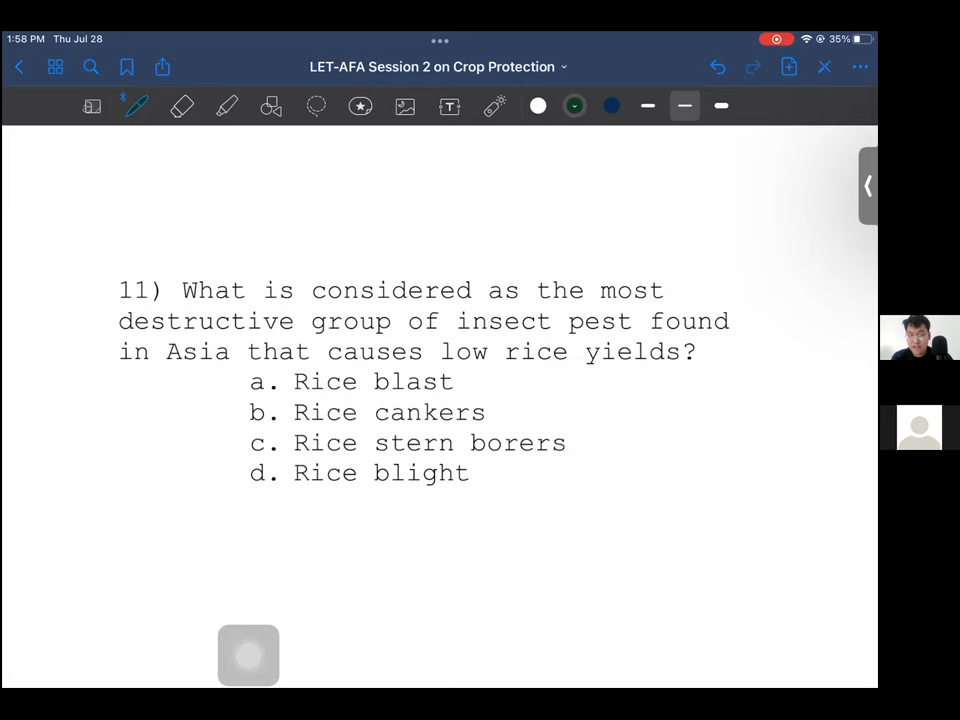 1:58 PM Thu Jul 28
35%
LET-AFA Session 2 on Crop Protection
T
11) What is considered as the most
destructive group of insect pest found
in Asia that causes low rice yields?
a. Rice blast
b. Rice cankers
c. Rice stern borers
d. Rice blight